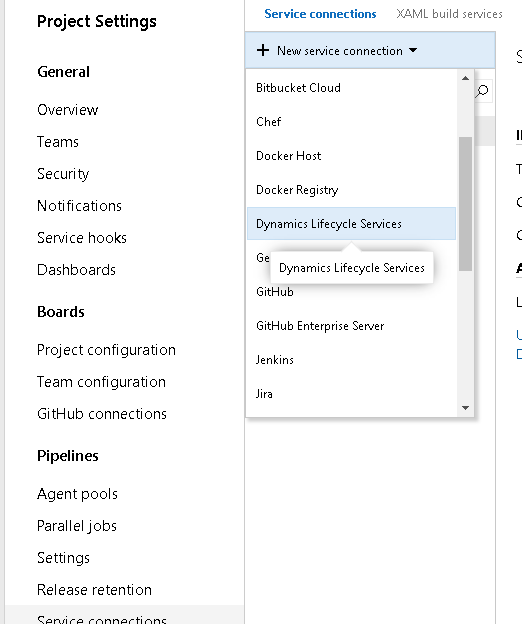 Project Settings
General
Overview
Teams
Security
Notifications
Service hooks
Dashboards
Boards
Project configuration
Team configuration
GitHub connections
Pipelines
Agent pools
Parallel jobs
Settings
Release retention
Service connections
Service connections XAML build services
+ New service connection
Bitbucket Cloud
Chef
Docker Host
Docker Registry
Dynamics Lifecycle Services
Dynamics Lifecycle Services
GitHub
GitHub Enterprise Server
Jenkins
Jira